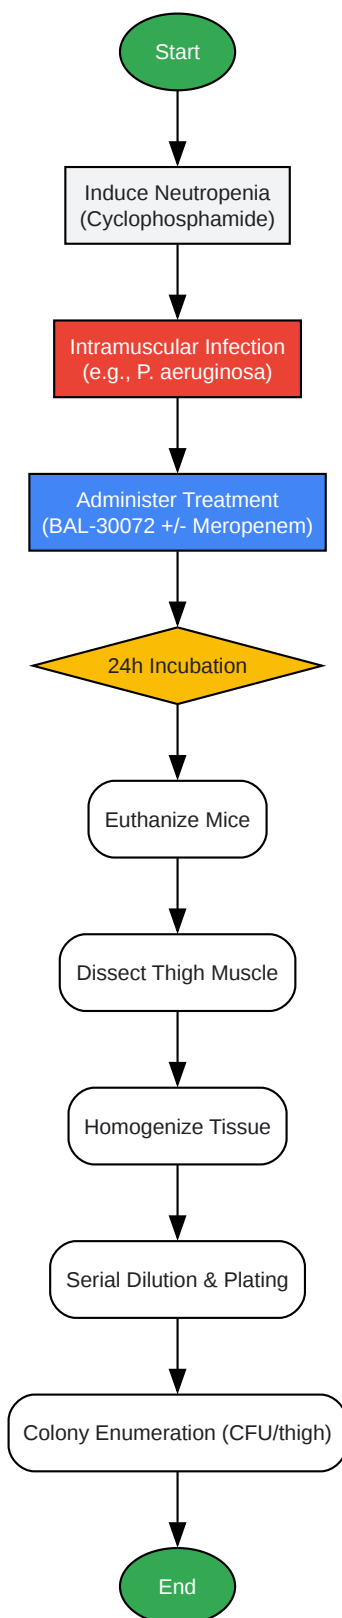 Start
Induce Neutropenia
(Cyclophosphamide)
Intramuscular Infection
(e.g., P. aeruginosa)
Administer Treatment
(BAL-30072 +/- Meropenem)
24h Incubation
Euthanize Mice
Dissect Thigh Muscle
Homogenize Tissue
Serial Dilution & Plating
Colony Enumeration (CFU/thigh)
End